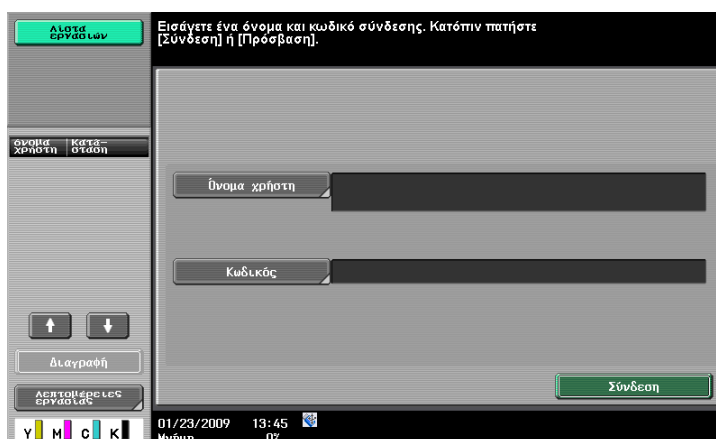 Λίστα
εργασιών
Εισάγετε ένα όνομα και κωδικό σύνδεσης. Κατόπιν πατήστε
[Σύνδεση] ή [Πρόσβαση].
όνομα
χρήστη
Κατά-
σταση
Όνομα χρήστη
Κωδικός
Διαγραφή
Λεπτομέρειες
εργασίας
Σύνδεση
Y M C K
01/23/2009 13:45
Μνήμη 0%